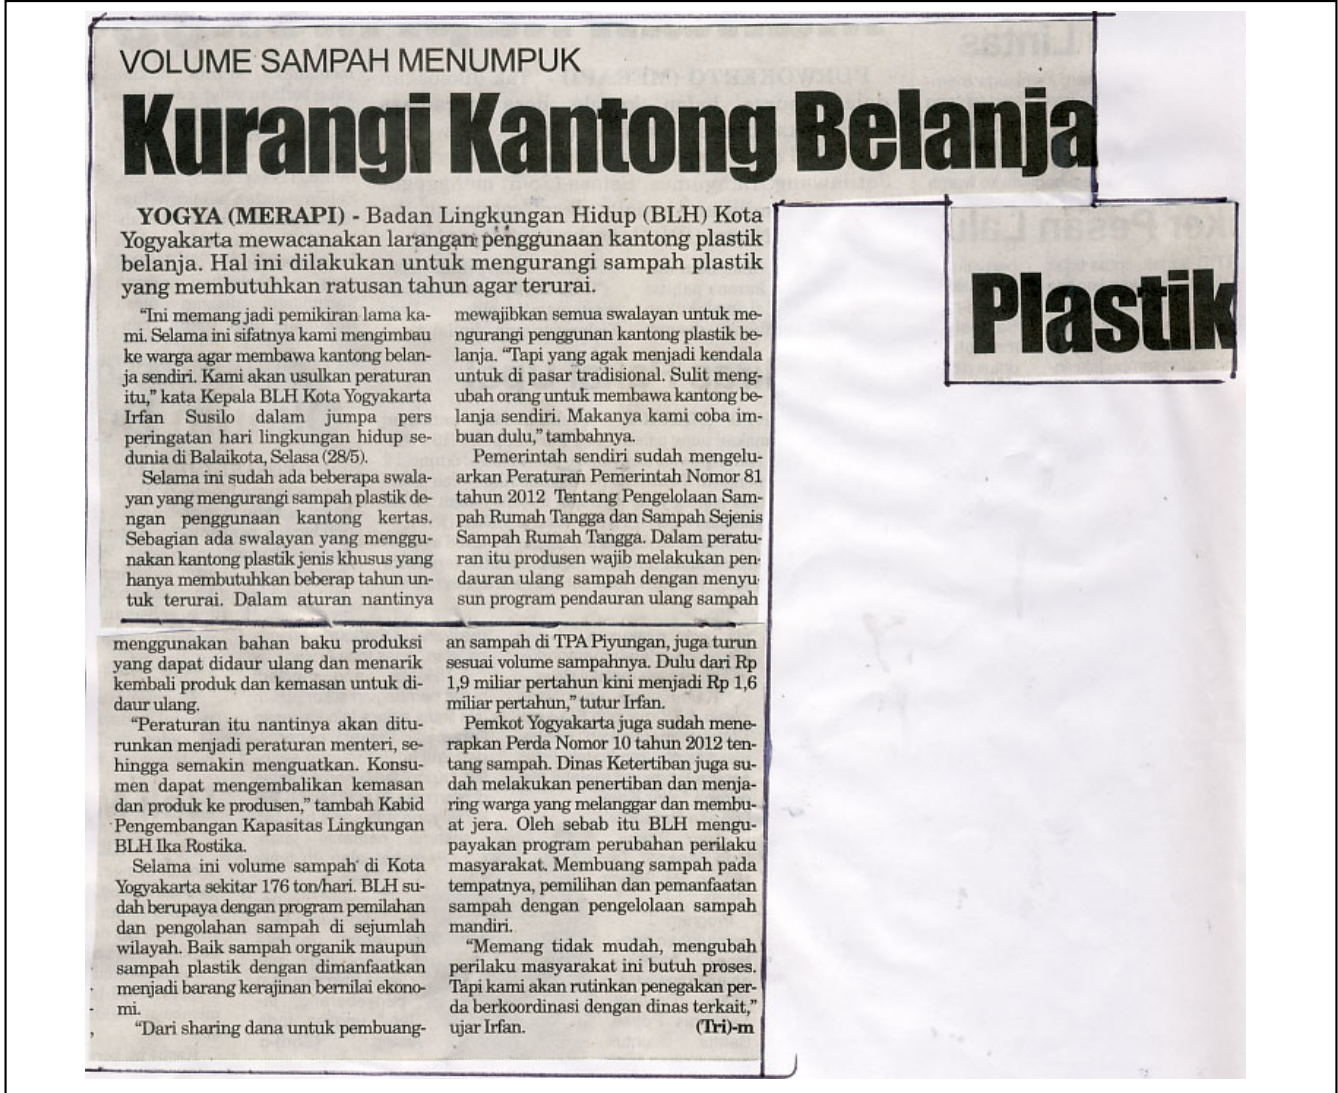 VOLUME SAMPAH MENUMPUK
Kurangi Kantong Belanja
Plastik
YOGYA (MERAPI) - Badan Lingkungan Hidup (BLH) Kota
Yogyakarta mewacanakan larangan penggunaan kantong plastik
belanja. Hal ini dilakukan untuk mengurangi sampah plastik
yang membutuhkan ratusan tahun agar terurai.
"Ini memang jadi pemikiran lama ka-
mi. Selama ini sifatnya kami mengimbau
ke warga agar membawa kantong belan-
ja sendiri. Kami akan usulkan peraturan
itu," kata Kepala BLH Kota Yogyakarta
Irfan Susilo dalam jumpa pers
peringatan hari lingkungan hidup se-
dunia di Balaikota, Selasa (28/5).
Selama ini sudah ada beberapa swala-
yan yang mengurangi sampah plastik de-
ngan penggunaan kantong kertas.
Sebagian ada swalayan yang menggu-
nakan kantong plastik jenis khusus yang
hanya membutuhkan beberap tahun un-
tuk terurai. Dalam aturan nantinya
mewajibkan semua swalayan untuk me-
ngurangi penggunan kantong plastik be-
lanja. "Tapi yang agak menjadi kendala
untuk di pasar tradisional. Sulit meng-
ubah orang untuk membawa kantong be-
lanja sendiri. Makanya kami coba im-
buan dulu," tambahnya.
Pemerintah sendiri sudah mengelu-
arkan Peraturan Pemerintah Nomor 81
tahun 2012 Tentang Pengelolaan Sam-
pah Rumah Tangga dan Sampah Sejenis
Sampah Rumah Tangga. Dalam peratu-
ran itu produsen wajib melakukan pen-
dauran ulang sampah dengan menyu-
sun program pendauran ulang sampah
menggunakan bahan baku produksi
yang dapat didaur ulang dan menarik
kembali produk dan kemasan untuk di-
daur ulang.
"Peraturan itu nantinya akan ditu-
runkan menjadi peraturan menteri, se-
hingga semakin menguatkan. Konsu-
men dapat mengembalikan kemasan
dan produk ke produsen," tambah Kabid
Pengembangan Kapasitas Lingkungan
BLH Ika Rostika.
Selama ini volume sampah di Kota
Yogyakarta sekitar 176 ton/hari. BLH su-
dah berupaya dengan program pemilahan
dan pengolahan sampah di sejumlah
wilayah. Baik sampah organik maupun
sampah plastik dengan dimanfaatkan
menjadi barang kerajinan bernilai ekono-
mi.
"Dari sharing dana untuk pembuang-
an sampah di TPA Piyungan, juga turun
sesuai volume sampahnya. Dulu dari Rp
1,9 miliar pertahun kini menjadi Rp 1,6
miliar pertahun," tutur Irfan.
Pemkot Yogyakarta juga sudah mene-
rapkan Perda Nomor 10 tahun 2012 ten-
tang sampah. Dinas Ketertiban juga su-
dah melakukan penertiban dan menja-
ring warga yang melanggar dan membu-
at jera. Oleh sebab itu BLH mengu-
payakan program perubahan perilaku
masyarakat. Membuang sampah pada
tempatnya, pemilihan dan pemanfaatan
sampah dengan pengelolaan sampah
mandiri.
"Memang tidak mudah, mengubah
perilaku masyarakat ini butuh proses.
Tapi kami akan rutinkan penegakan per-
da berkoordinasi dengan dinas terkait,"
ujar Irfan. (Tri)-m